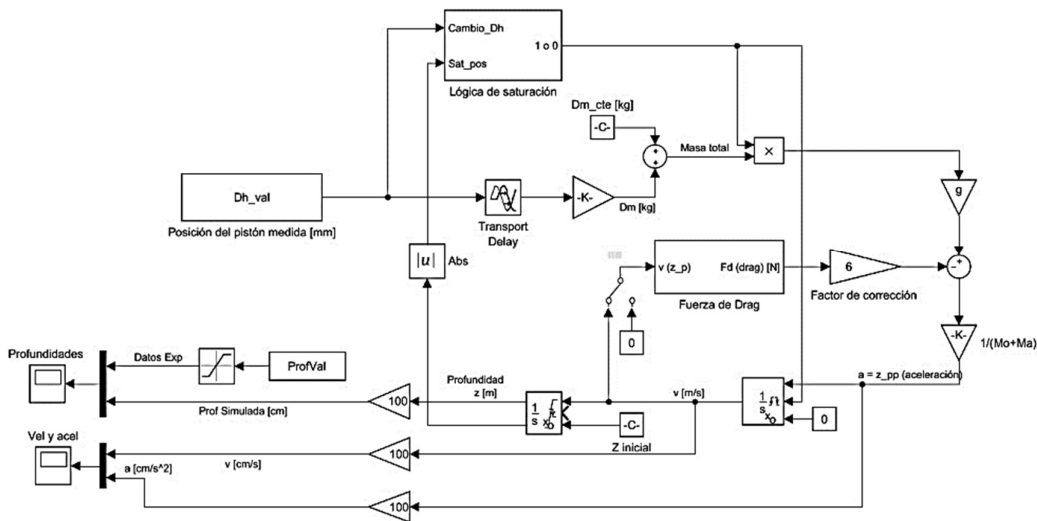 Cambio_Dh
Sat_pos
1 o 0
Lógica de saturación
Dm_cte [kg]
-C-
Masa total
×
g
Dh_val
Posición del pistón medida [mm]
Transport
Delay
-K-
Dm [kg]
|u|
Abs
v (z_p)
Fd (drag) [N]
Fuerza de Drag
6
Factor de corrección
0
-K-
1/(Mo+Ma)
a = z_pp (aceleración)
Profundidades
Datos Exp
ProfVal
Prof Simulada [cm]
100
Profundidad
z [m]
1
s
xo
v [m/s]
1
s
xo
0
-C-
Z inicial
Vel y acel
v [cm/s]
100
a [cm/s^2]
100